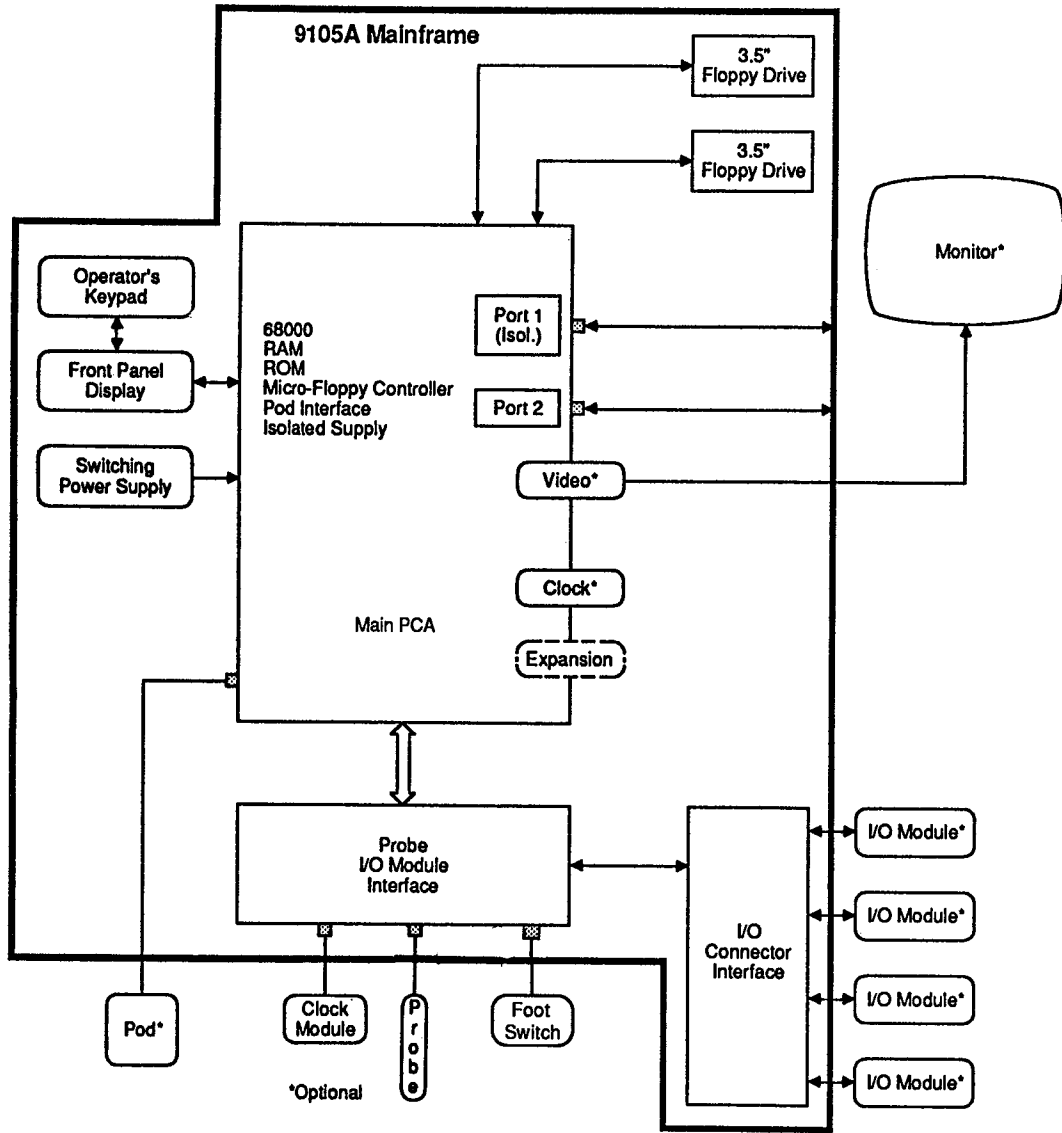 9105A Mainframe
3.5"
Floppy Drive
3.5"
Floppy Drive
Monitor*
Operator's
Keypad
Front Panel
Display
Switching
Power Supply
68000
RAM
ROM
Micro-Floppy Controller
Pod Interface
Isolated Supply
Port 1
(Isol.)
Port 2
Video*
Clock*
Expansion
Main PCA
Probe
I/O Module
Interface
I/O
Connector
Interface
I/O Module*
I/O Module*
I/O Module*
I/O Module*
Pod*
Clock
Module
Probe
Foot
Switch
*Optional